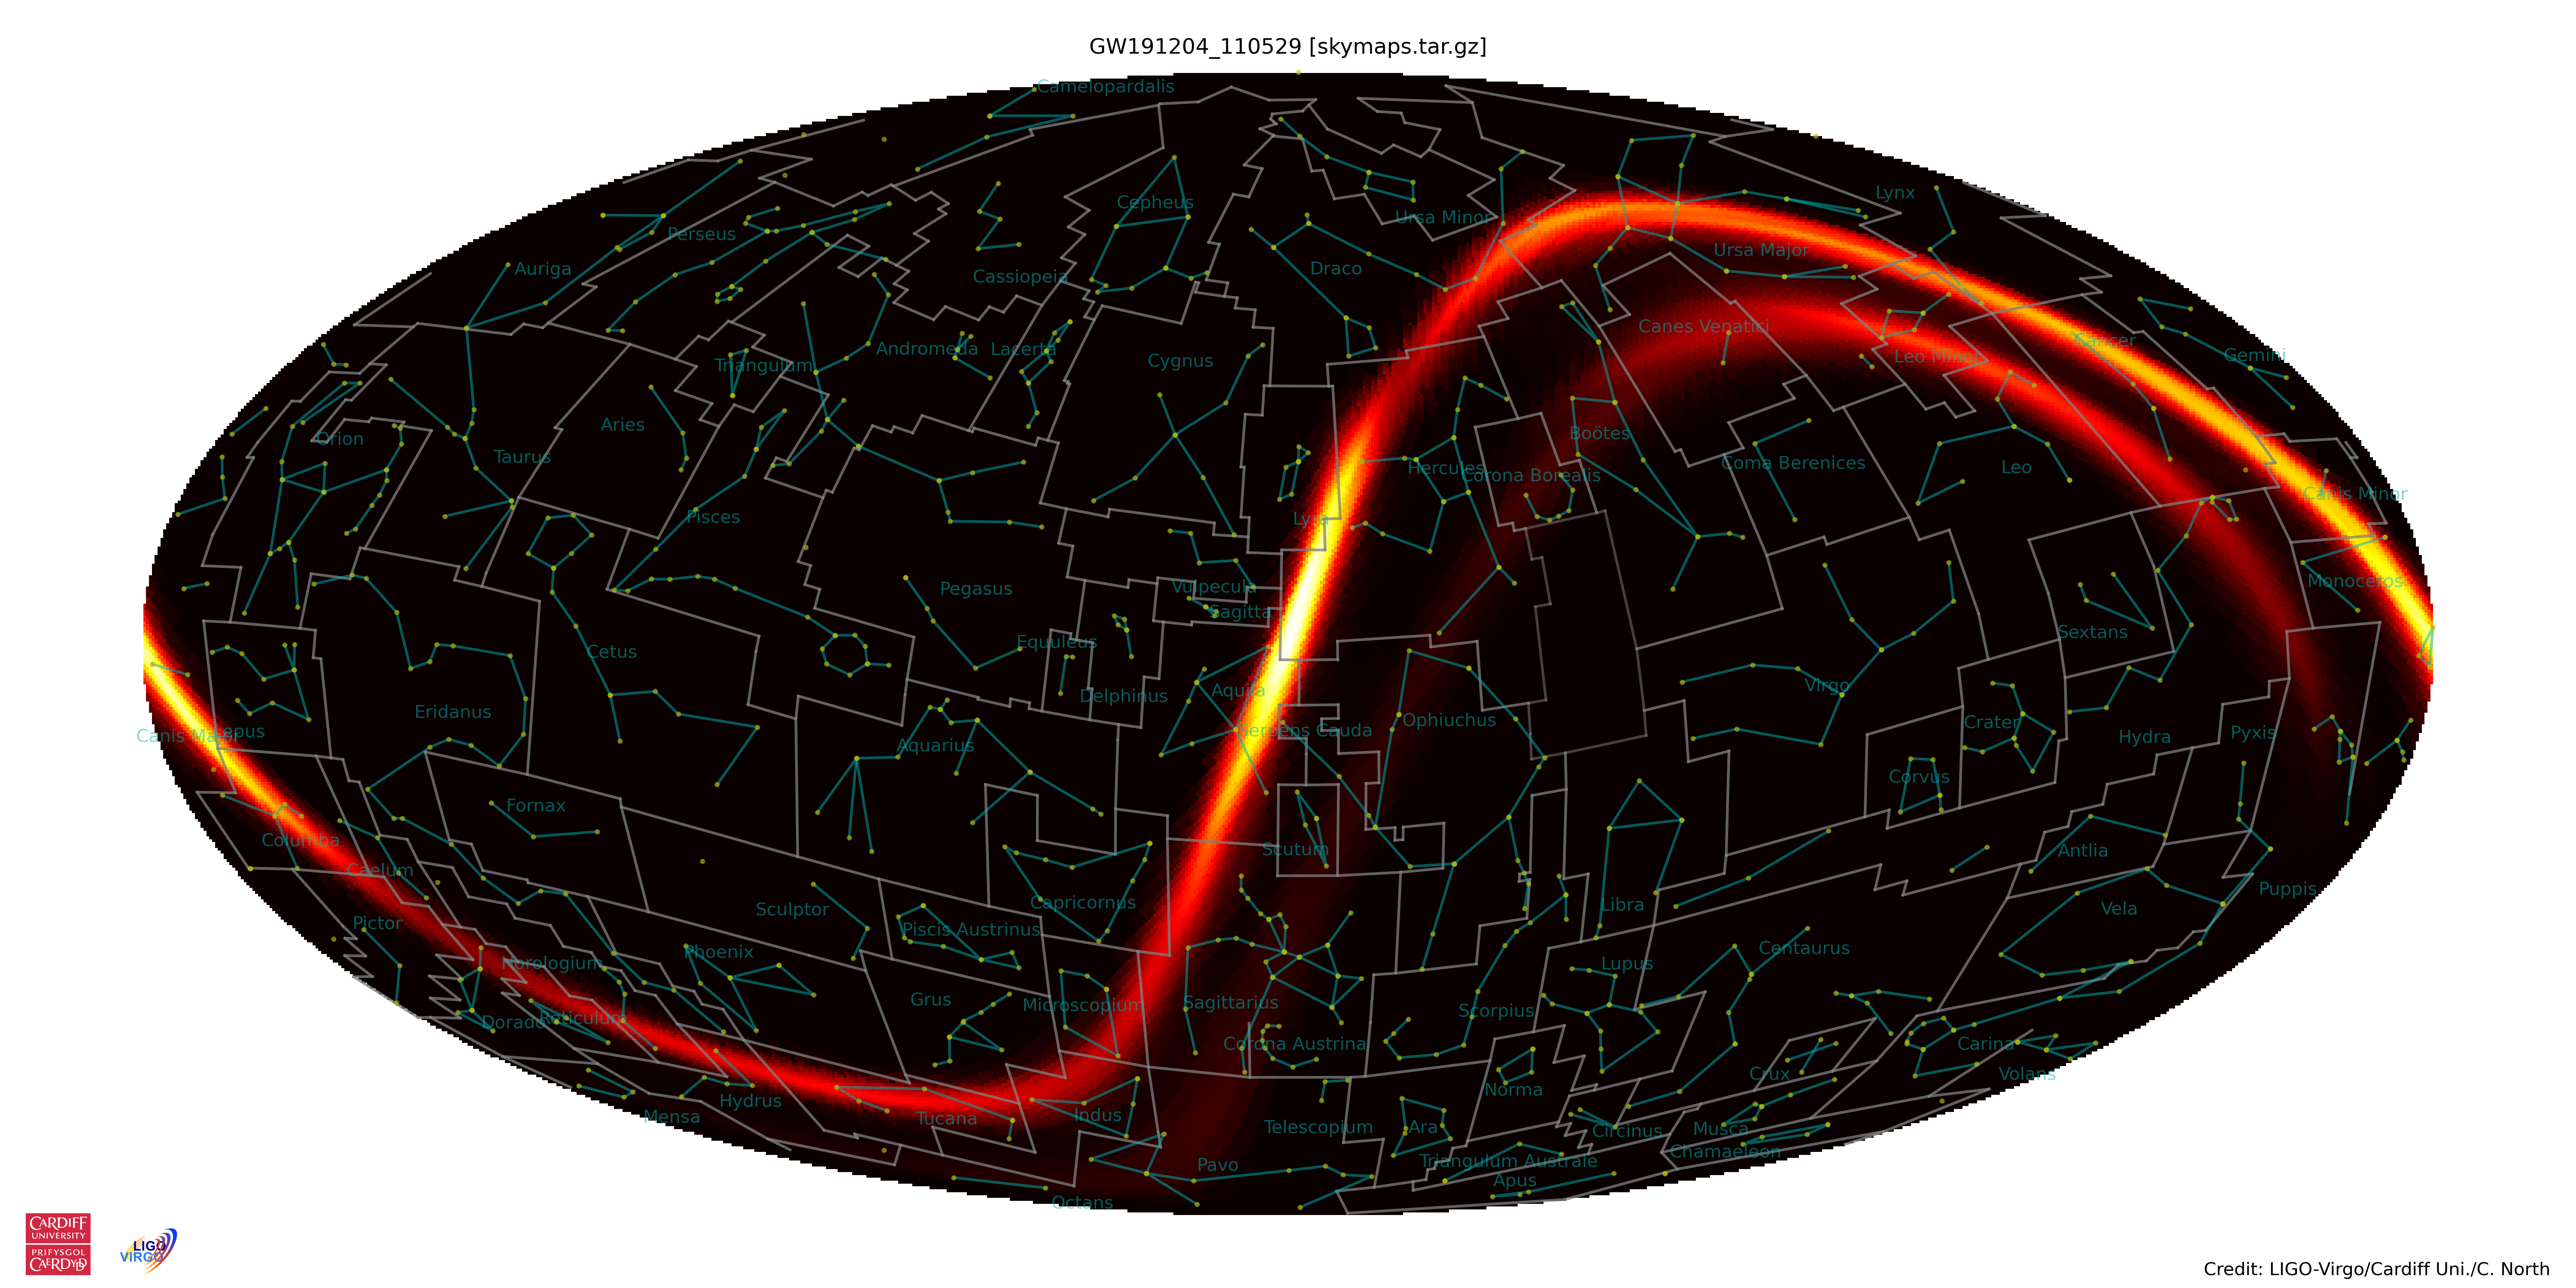 GW191204_110529 [skymaps.tar.gz]
Camelopardalis
Lynx
Cepheus
Ursa Minor
Perseus
Ursa Major
Auriga
Cassiopeia
Draco
Canes Venatici
Cancer
Andromeda
Lacerta
Cygnus
Leo Minor
Gemini
Triangulum
Aries
Boötes
Orion
Taurus
Hercules
Corona Borealis
Coma Berenices
Leo
Canis Minor
Pisces
Lyra
Pegasus
Vulpecula
Monoceros
Sagitta
Equuleus
Sextans
Cetus
Delphinus
Aquila
Virgo
Eridanus
Ophiuchus
Crater
Canis Major
Lepus
Aquarius
Serpens Cauda
Hydra
Pyxis
Corvus
Fornax
Columba
Scutum
Antlia
Caelum
Puppis
Pictor
Sculptor
Capricornus
Libra
Vela
Piscis Austrinus
Phoenix
Centaurus
Horologium
Lupus
Grus
Microscopium
Sagittarius
Scorpius
Dorado
Reticulum
Corona Austrina
Carina
Crux
Volans
Norma
Hydrus
Mensa
Tucana
Indus
Telescopium
Ara
Circinus
Musca
Chamaeleon
Pavo
Triangulum Australe
Apus
Octans
CARDIFF
UNIVERSITY
PRIFYSGOL
CAERDYDD
LIGO
VIRGO
Credit: LIGO-Virgo/Cardiff Uni./C. North